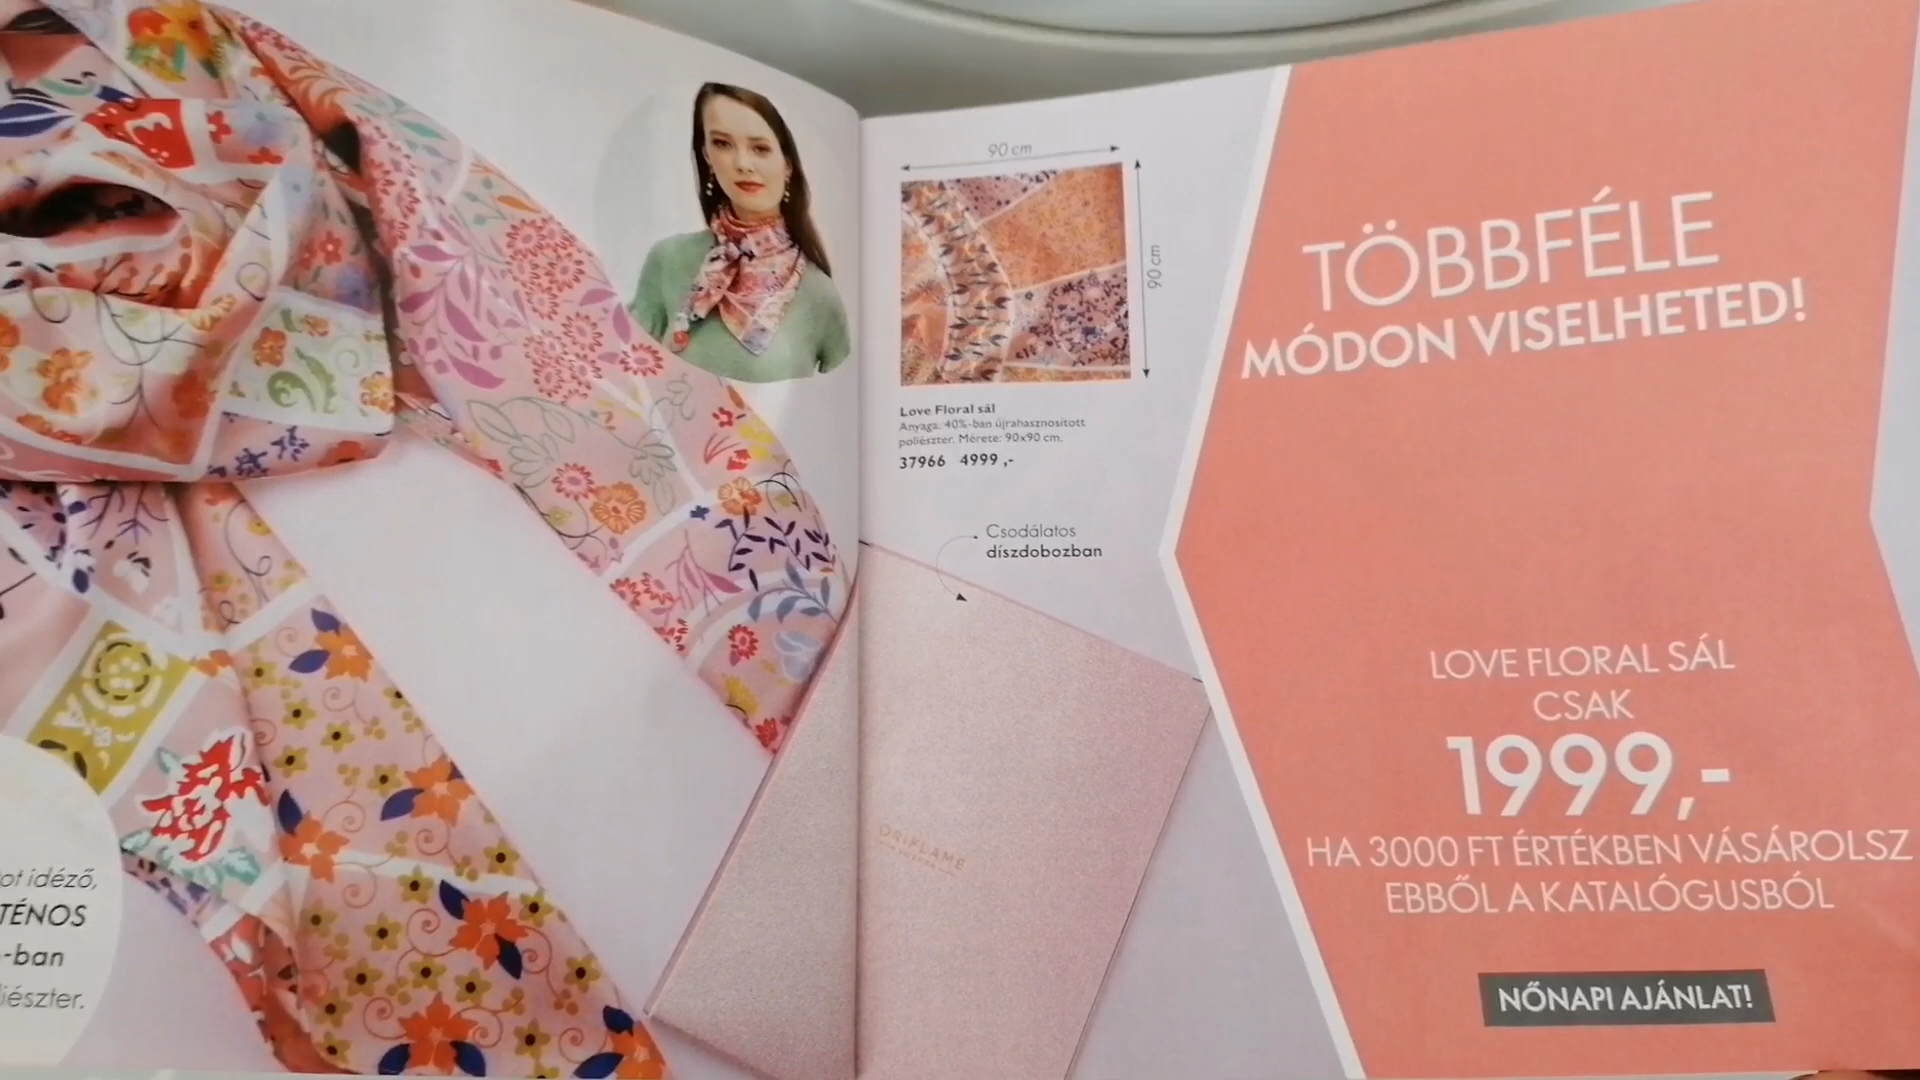 ot idéző,
TÉNOS
-ban
iészter.
90 cm
90 cm
Love Floral sál
Anyaga: 40%-ban újrahasznosított
poliészter. Mérete: 90x90 cm.
37966 4999,-
Csodálatos
díszdobozban
ORIFLAME
TÖBBFÉLE
MÓDON VISELHETED!
LOVE FLORAL SÁL
CSAK
1999,-
HA 3000 FT ÉRTÉKBEN VÁSÁROLSZ
EBBŐL A KATALÓGUSBÓL
NŐNAPI AJÁNLAT!